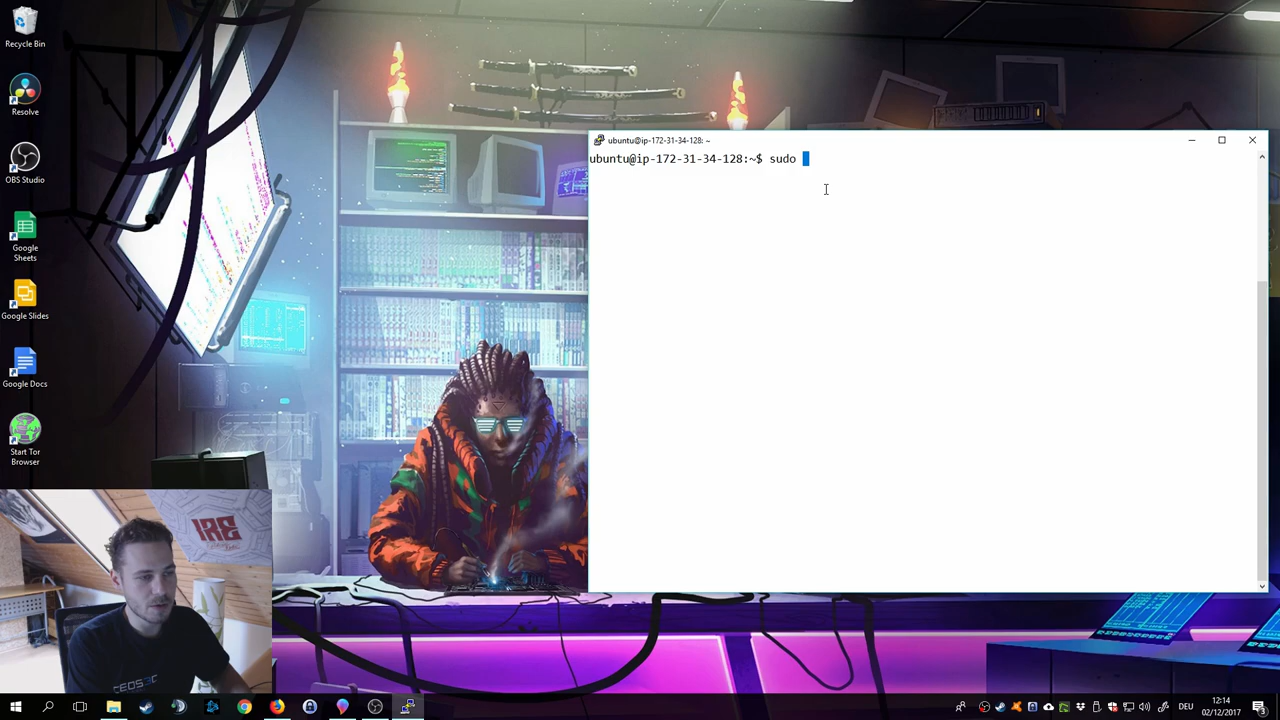 Recycle Bin
Resolve
OBS Studio
Google
Sheets
Google Slides
Google Docs
Start Tor
Browser
ubuntu@ip-172-31-34-128: ~
ubuntu@ip-172-31-34-128:~$ sudo
DEU
12:14
02/12/2017
3